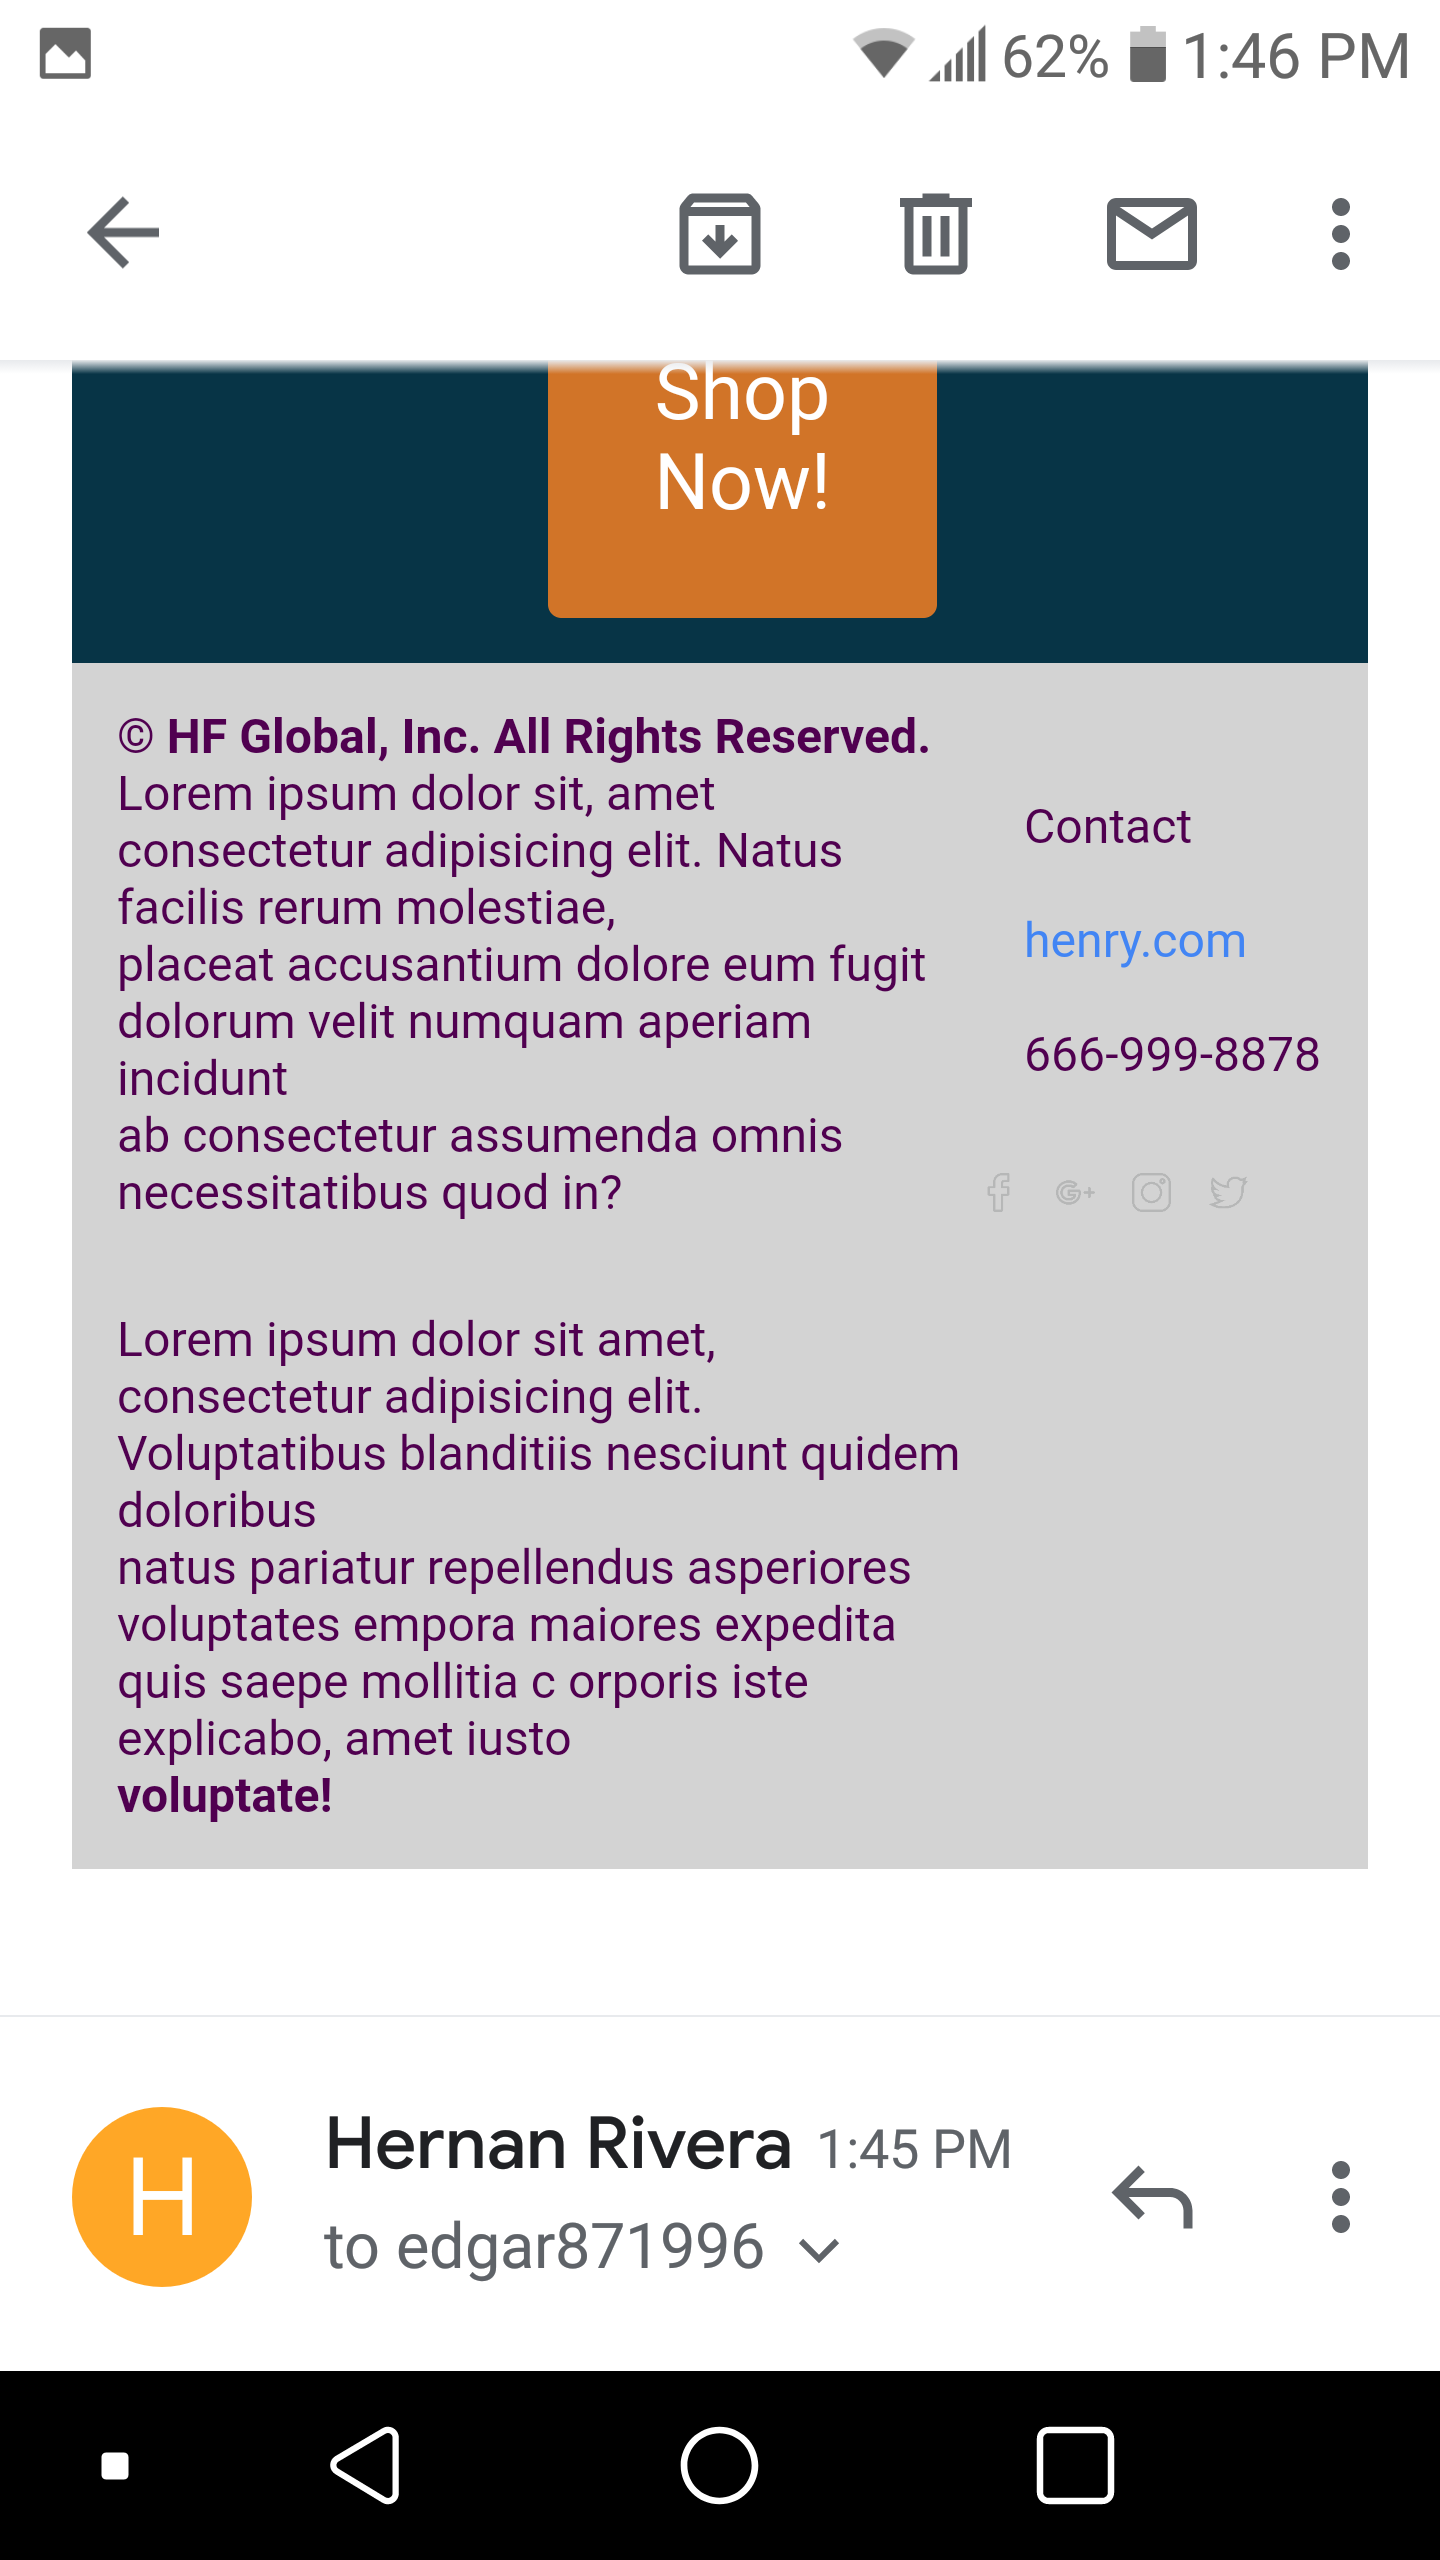 62% 1:46 PM
Shop
Now!
© HF Global, Inc. All Rights Reserved.
Lorem ipsum dolor sit, amet
consectetur adipisicing elit. Natus
facilis rerum molestiae,
placeat accusantium dolore eum fugit
dolorum velit numquam aperiam
incidunt
ab consectetur assumenda omnis
necessitatibus quod in?
Contact
henry.com
666-999-8878
Lorem ipsum dolor sit amet,
consectetur adipisicing elit.
Voluptatibus blanditiis nesciunt quidem
doloribus
natus pariatur repellendus asperiores
voluptates empora maiores expedita
quis saepe mollitia c orporis iste
explicabo, amet iusto
voluptate!
H
Hernan Rivera 1:45 PM
to edgar871996